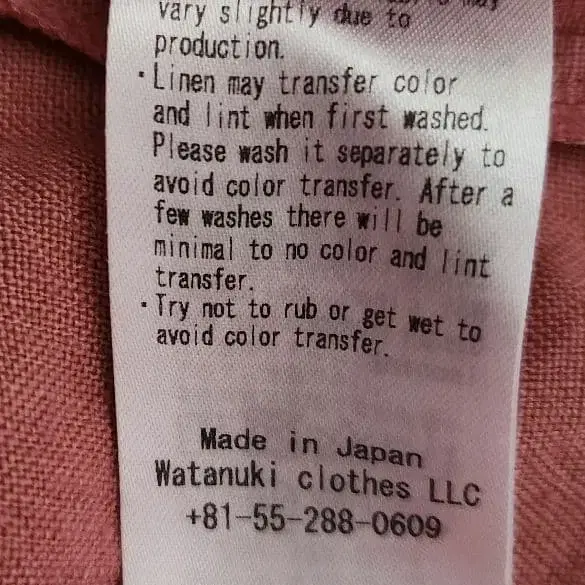 vary slightly due to
production.
・Linen may transfer color
and lint when first washed.
Please wash it separately to
avoid color transfer. After a
few washes there will be
minimal to no color and lint
transfer.
・Try not to rub or get wet to
avoid color transfer.
Made in Japan
Watanuki clothes LLC
+81-55-288-0609